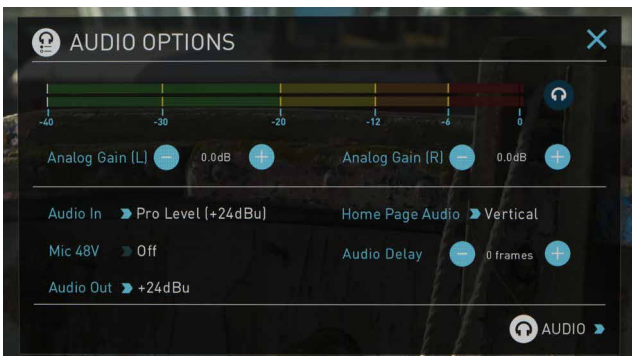 AUDIO OPTIONS
-40 -30 -20 -12 -6 0
Analog Gain (L) 0.0dB Analog Gain (R) 0.0dB
Audio In Pro Level (+24dBu) Home Page Audio Vertical
Mic 48V Off Audio Delay 0 frames
Audio Out +24dBu
AUDIO